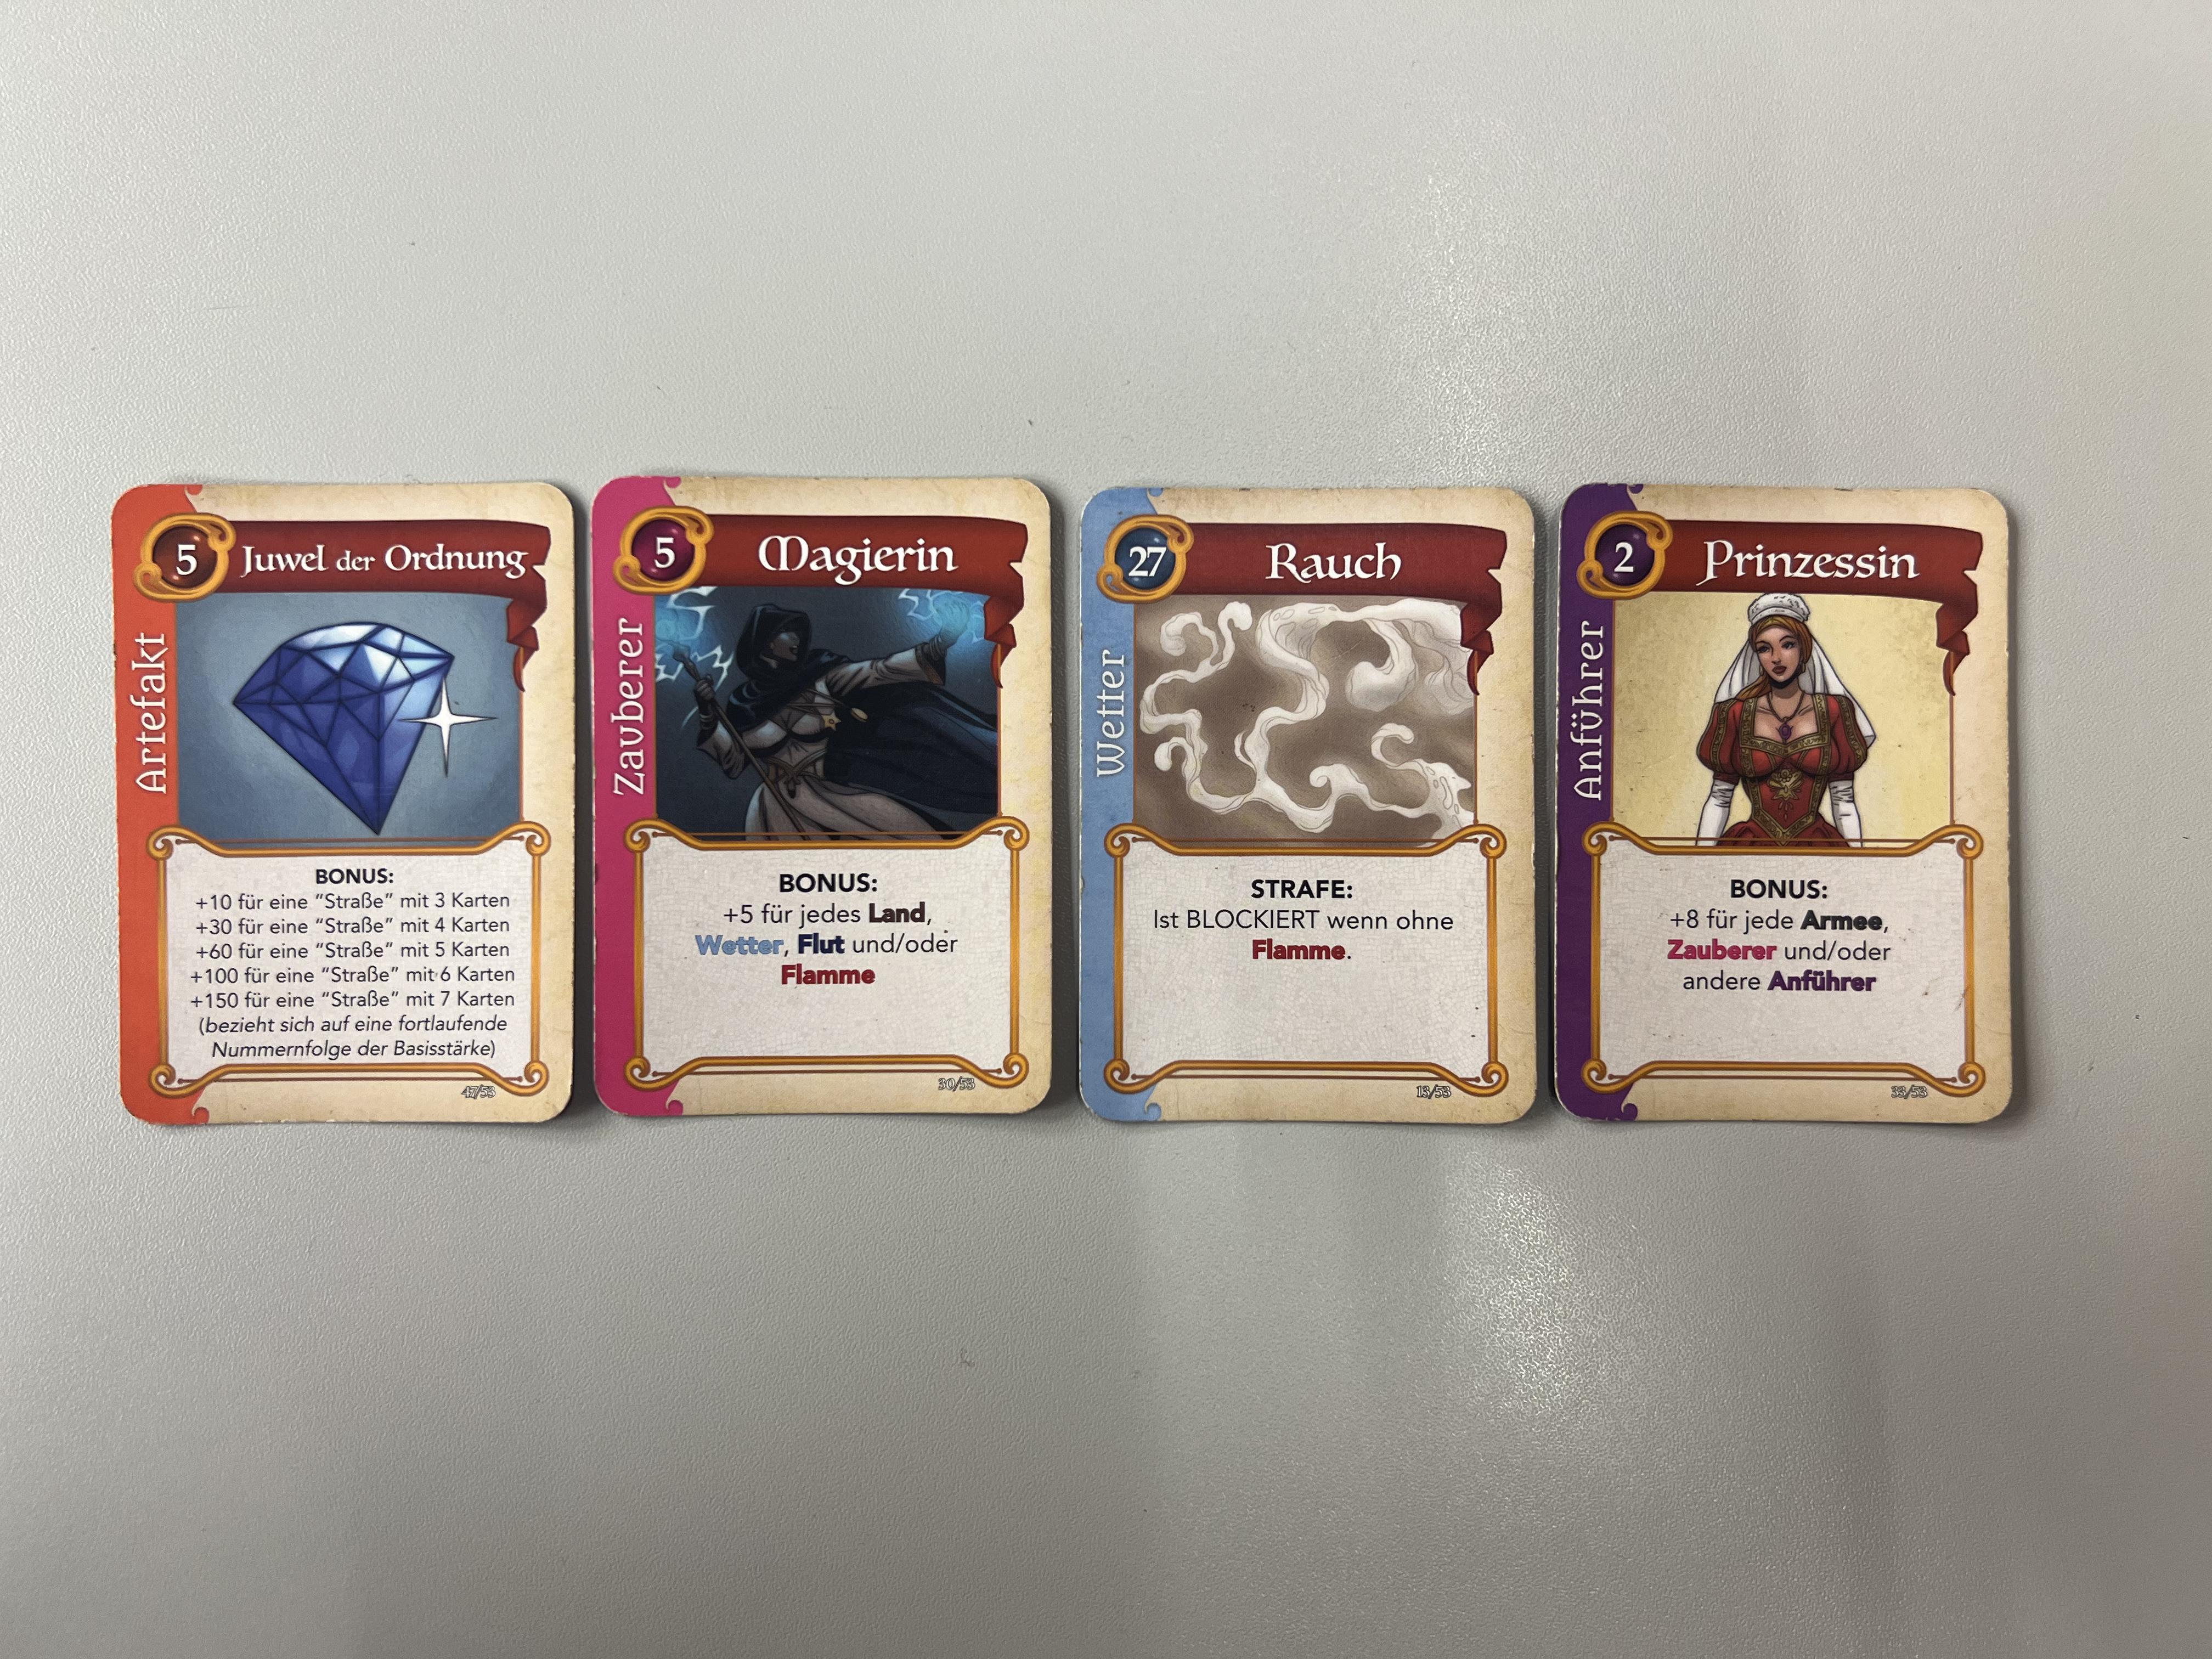 Artefakt
5 Juwel der Ordnung
BONUS:
+10 für eine "Straße" mit 3 Karten
+30 für eine "Straße" mit 4 Karten
+60 für eine "Straße" mit 5 Karten
+100 für eine "Straße" mit 6 Karten
+150 für eine "Straße" mit 7 Karten
(bezieht sich auf eine fortlaufende
Nummernfolge der Basisstärke)
47/53
Zauberer
5 Magierin
BONUS:
+5 für jedes Land,
Wetter, Flut und/oder
Flamme
30/53
Wetter
27 Rauch
STRAFE:
Ist BLOCKIERT wenn ohne
Flamme.
13/53
Anführer
2 Prinzessin
BONUS:
+8 für jede Armee,
Zauberer und/oder
andere Anführer
33/53